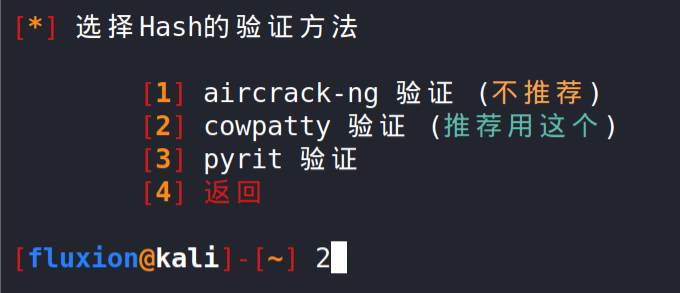 [*] 选择Hash的验证方法
[1] aircrack-ng 验证 (不推荐)
[2] cowpatty 验证 (推荐用这个)
[3] pyrit 验证
[4] 返回
[fluxion@kali]-[~] 2